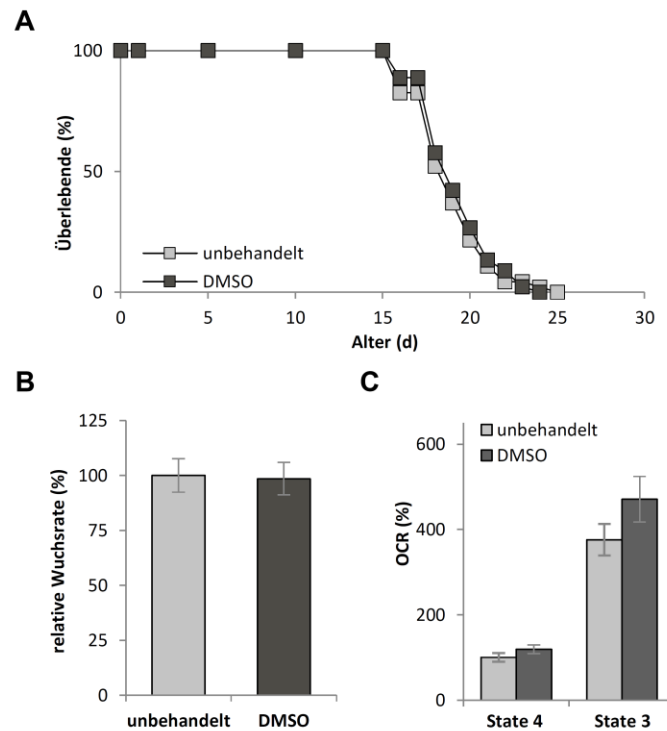 A
100
50
0
Überlebende (%)
unbehandelt
DMSO
0 5 10 15 20 25 30
Alter (d)
B
125
100
75
50
25
0
relative Wuchsrate (%)
unbehandelt DMSO
C
unbehandelt
DMSO
600
400
200
0
OCR (%)
State 4 State 3